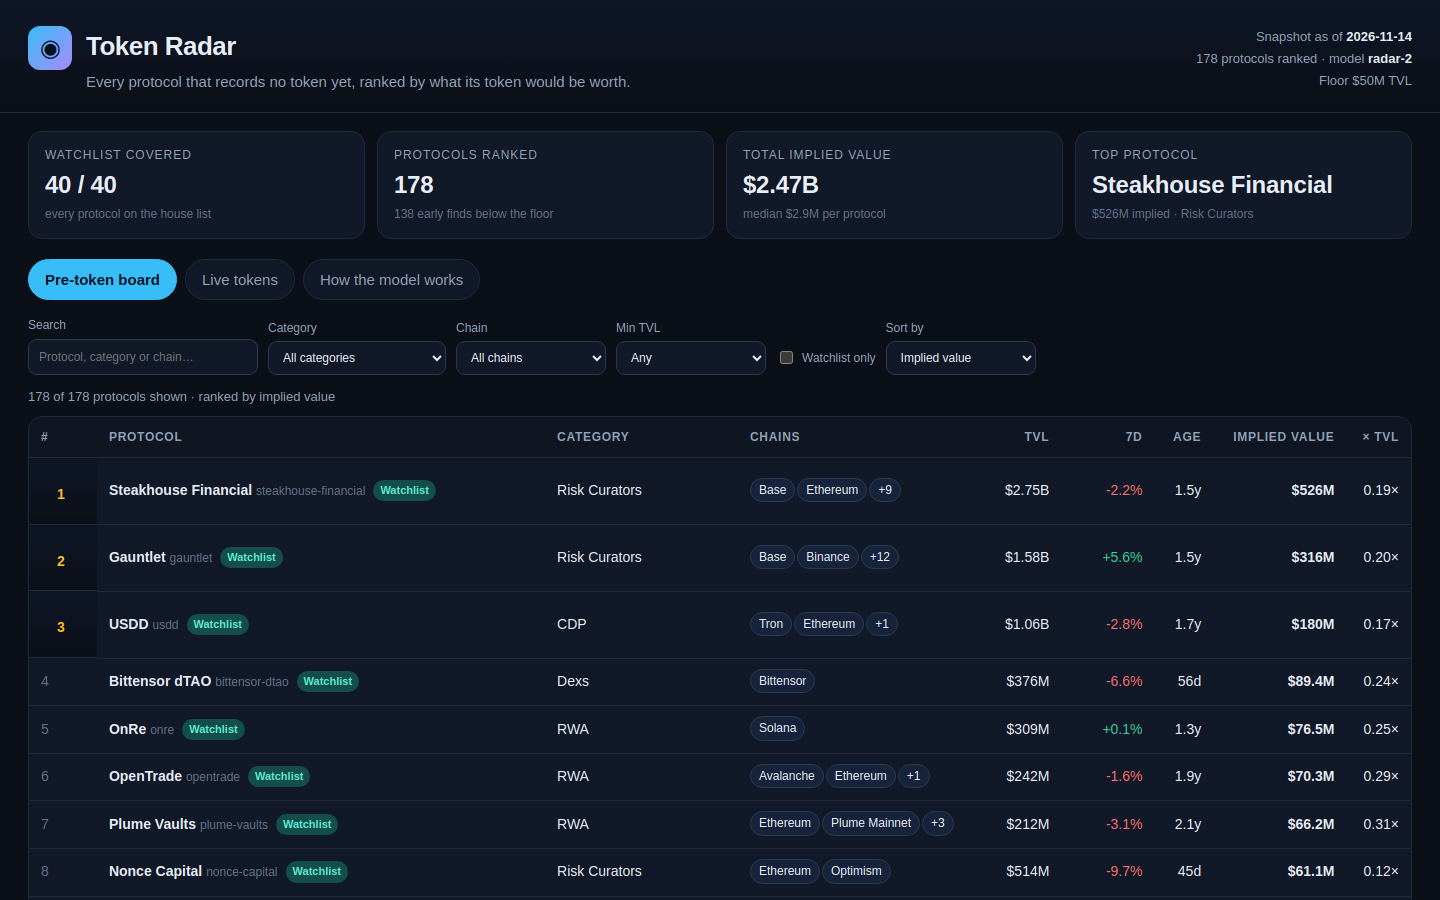 ◉
Token Radar
Every protocol that records no token yet, ranked by what its token would be worth.
Snapshot as of 2026-11-14
178 protocols ranked · model radar-2
Floor $50M TVL
WATCHLIST COVERED
40 / 40
every protocol on the house list
PROTOCOLS RANKED
178
138 early finds below the floor
TOTAL IMPLIED VALUE
$2.47B
median $2.9M per protocol
TOP PROTOCOL
Steakhouse Financial
$526M implied · Risk Curators
Pre-token board Live tokens How the model works
Search Category Chain Min TVL Sort by
Protocol, category or chain… All categories All chains Any Watchlist only Implied value
178 of 178 protocols shown · ranked by implied value
# PROTOCOL CATEGORY CHAINS TVL 7D AGE IMPLIED VALUE × TVL
1 Steakhouse Financial steakhouse-financial Watchlist Risk Curators Base Ethereum +9 $2.75B -2.2% 1.5y $526M 0.19×
2 Gauntlet gauntlet Watchlist Risk Curators Base Binance +12 $1.58B +5.6% 1.5y $316M 0.20×
3 USDD usdd Watchlist CDP Tron Ethereum +1 $1.06B -2.8% 1.7y $180M 0.17×
4 Bittensor dTAO bittensor-dtao Watchlist Dexs Bittensor $376M -6.6% 56d $89.4M 0.24×
5 OnRe onre Watchlist RWA Solana $309M +0.1% 1.3y $76.5M 0.25×
6 OpenTrade opentrade Watchlist RWA Avalanche Ethereum +1 $242M -1.6% 1.9y $70.3M 0.29×
7 Plume Vaults plume-vaults Watchlist RWA Ethereum Plume Mainnet +3 $212M -3.1% 2.1y $66.2M 0.31×
8 Nonce Capital nonce-capital Watchlist Risk Curators Ethereum Optimism $514M -9.7% 45d $61.1M 0.12×